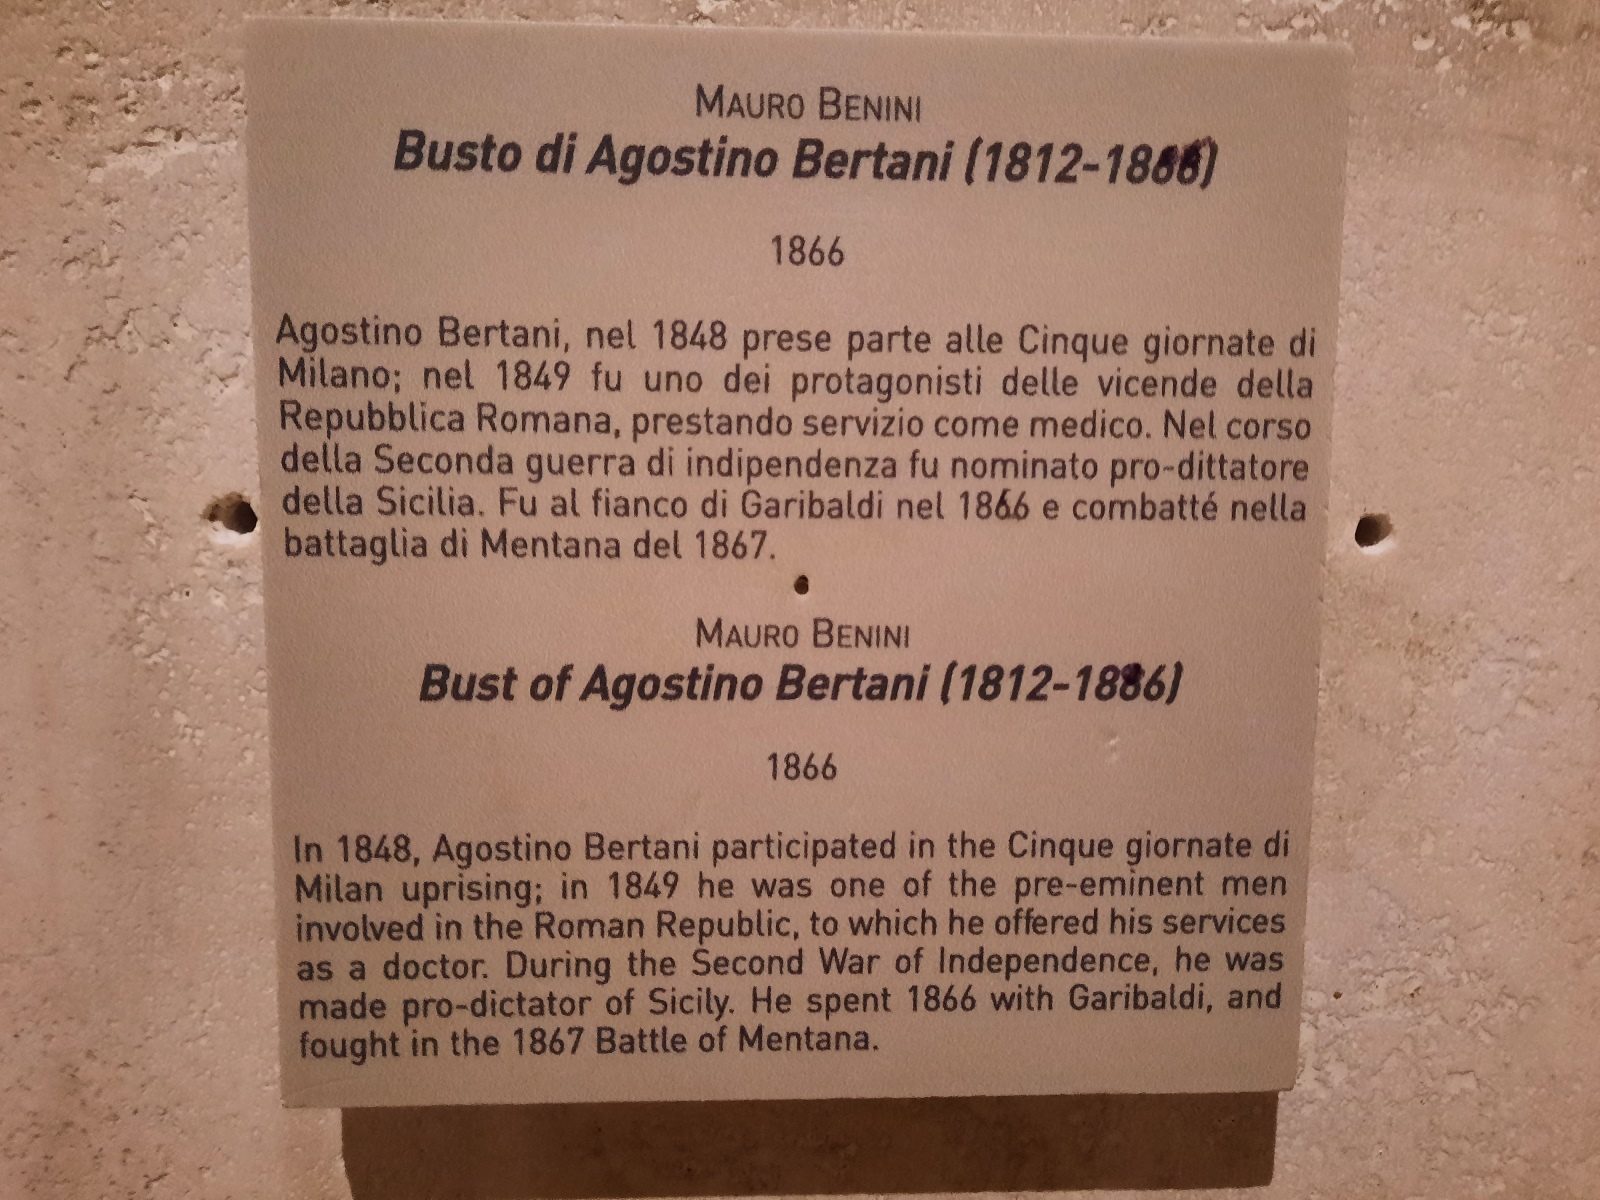 MAURO BENINI
Busto di Agostino Bertani (1812-1886)
1866
Agostino Bertani, nel 1848 prese parte alle Cinque giornate di
Milano; nel 1849 fu uno dei protagonisti delle vicende della
Repubblica Romana, prestando servizio come medico. Nel corso
della Seconda guerra di indipendenza fu nominato pro-dittatore
della Sicilia. Fu al fianco di Garibaldi nel 1866 e combatté nella
battaglia di Mentana del 1867.
MAURO BENINI
Bust of Agostino Bertani (1812-1886)
1866
In 1848, Agostino Bertani participated in the Cinque giornate di
Milan uprising; in 1849 he was one of the pre-eminent men
involved in the Roman Republic, to which he offered his services
as a doctor. During the Second War of Independence, he was
made pro-dictator of Sicily. He spent 1866 with Garibaldi, and
fought in the 1867 Battle of Mentana.